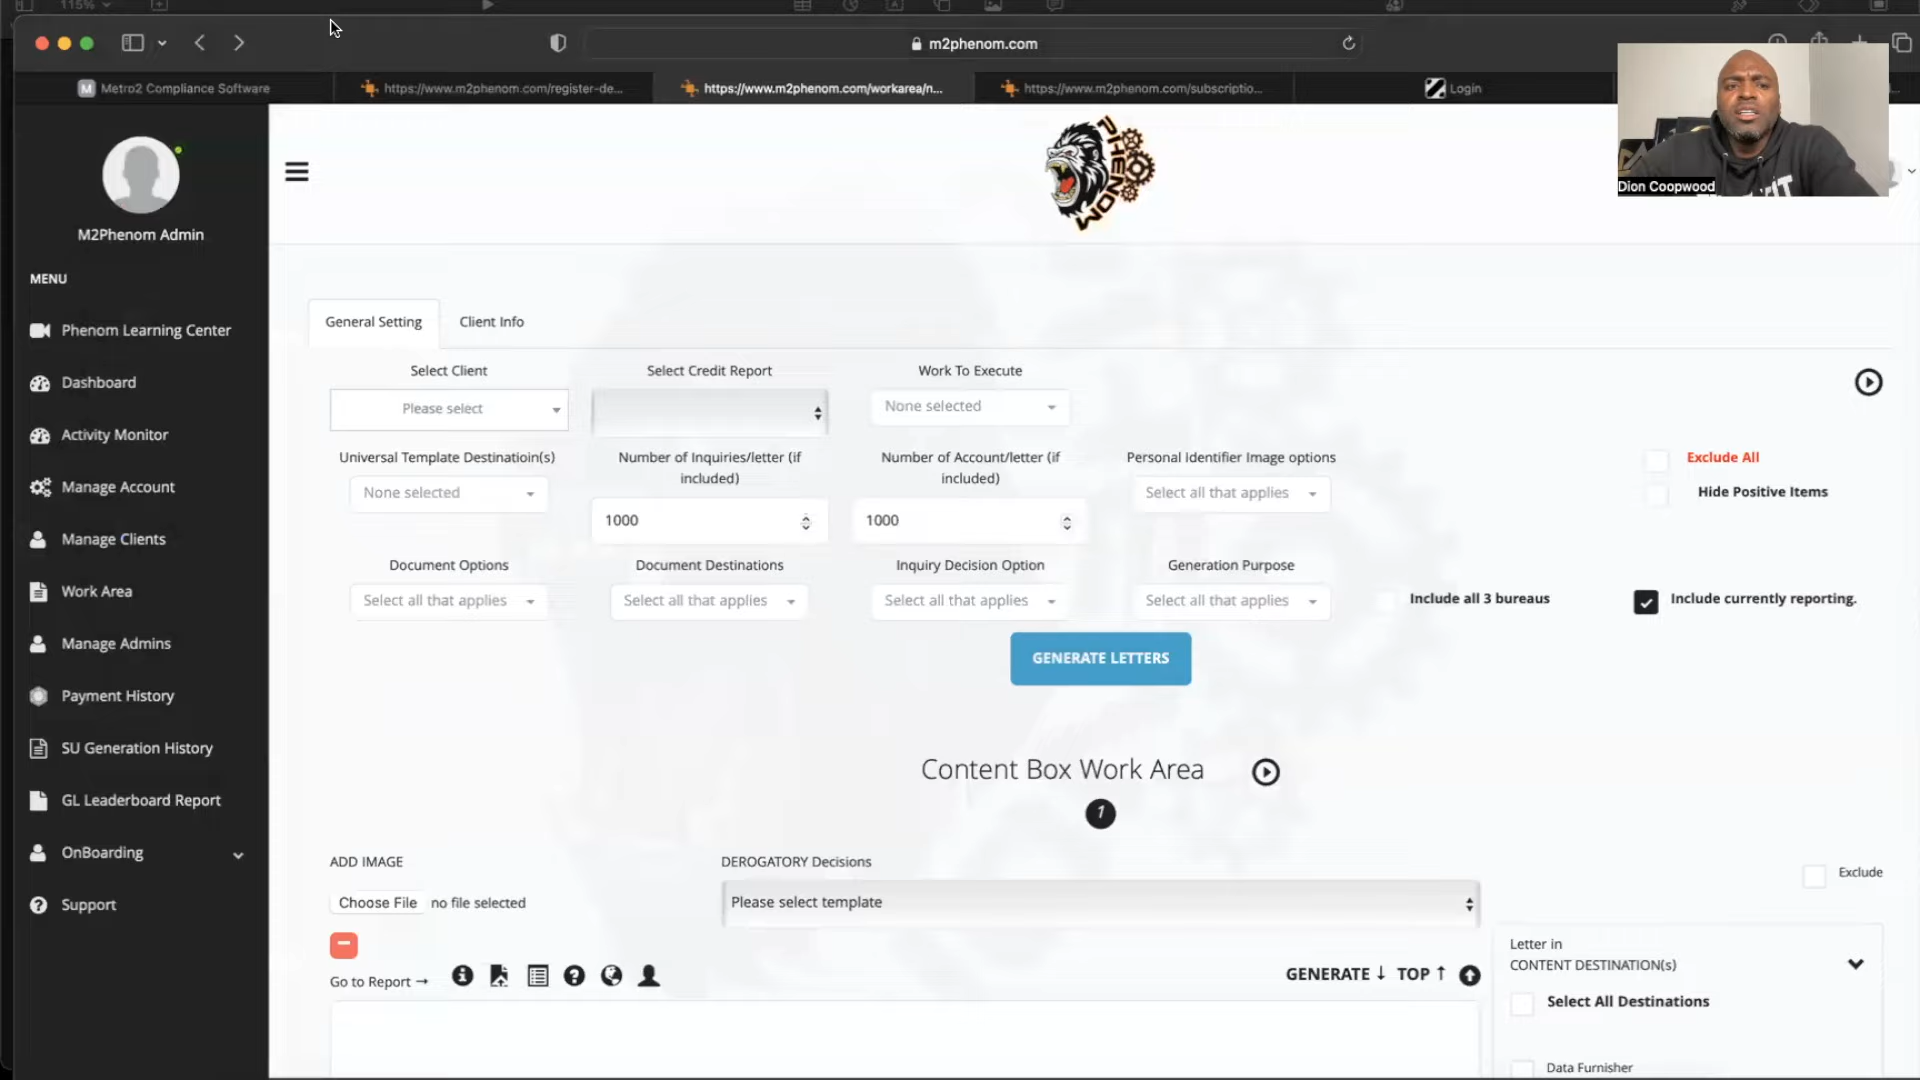 115%
m2phenom.com
Metro2 Compliance Software
https://www.m2phenom.com/register-de...
https://www.m2phenom.com/workarea/n...
https://www.m2phenom.com/subscriptio...
Login
Dion Coopwood
PHENOM
M2Phenom Admin
MENU
Phenom Learning Center
Dashboard
Activity Monitor
Manage Account
Manage Clients
Work Area
Manage Admins
Payment History
SU Generation History
GL Leaderboard Report
OnBoarding
Support
General Setting
Client Info
Select Client
Select Credit Report
Work To Execute
Please select
None selected
Universal Template Destinatioin(s)
Number of Inquiries/letter (if
included)
Number of Account/letter (if
included)
Personal Identifier Image options
Exclude All
None selected
1000
1000
Select all that applies
Hide Positive Items
Document Options
Document Destinations
Inquiry Decision Option
Generation Purpose
Select all that applies
Select all that applies
Select all that applies
Select all that applies
Include all 3 bureaus
Include currently reporting.
GENERATE LETTERS
Content Box Work Area
1
ADD IMAGE
DEROGATORY Decisions
Exclude
Choose File no file selected
Please select template
Go to Report →
GENERATE ↓ TOP ↑
Letter in
CONTENT DESTINATION(s)
Select All Destinations
Data Furnisher